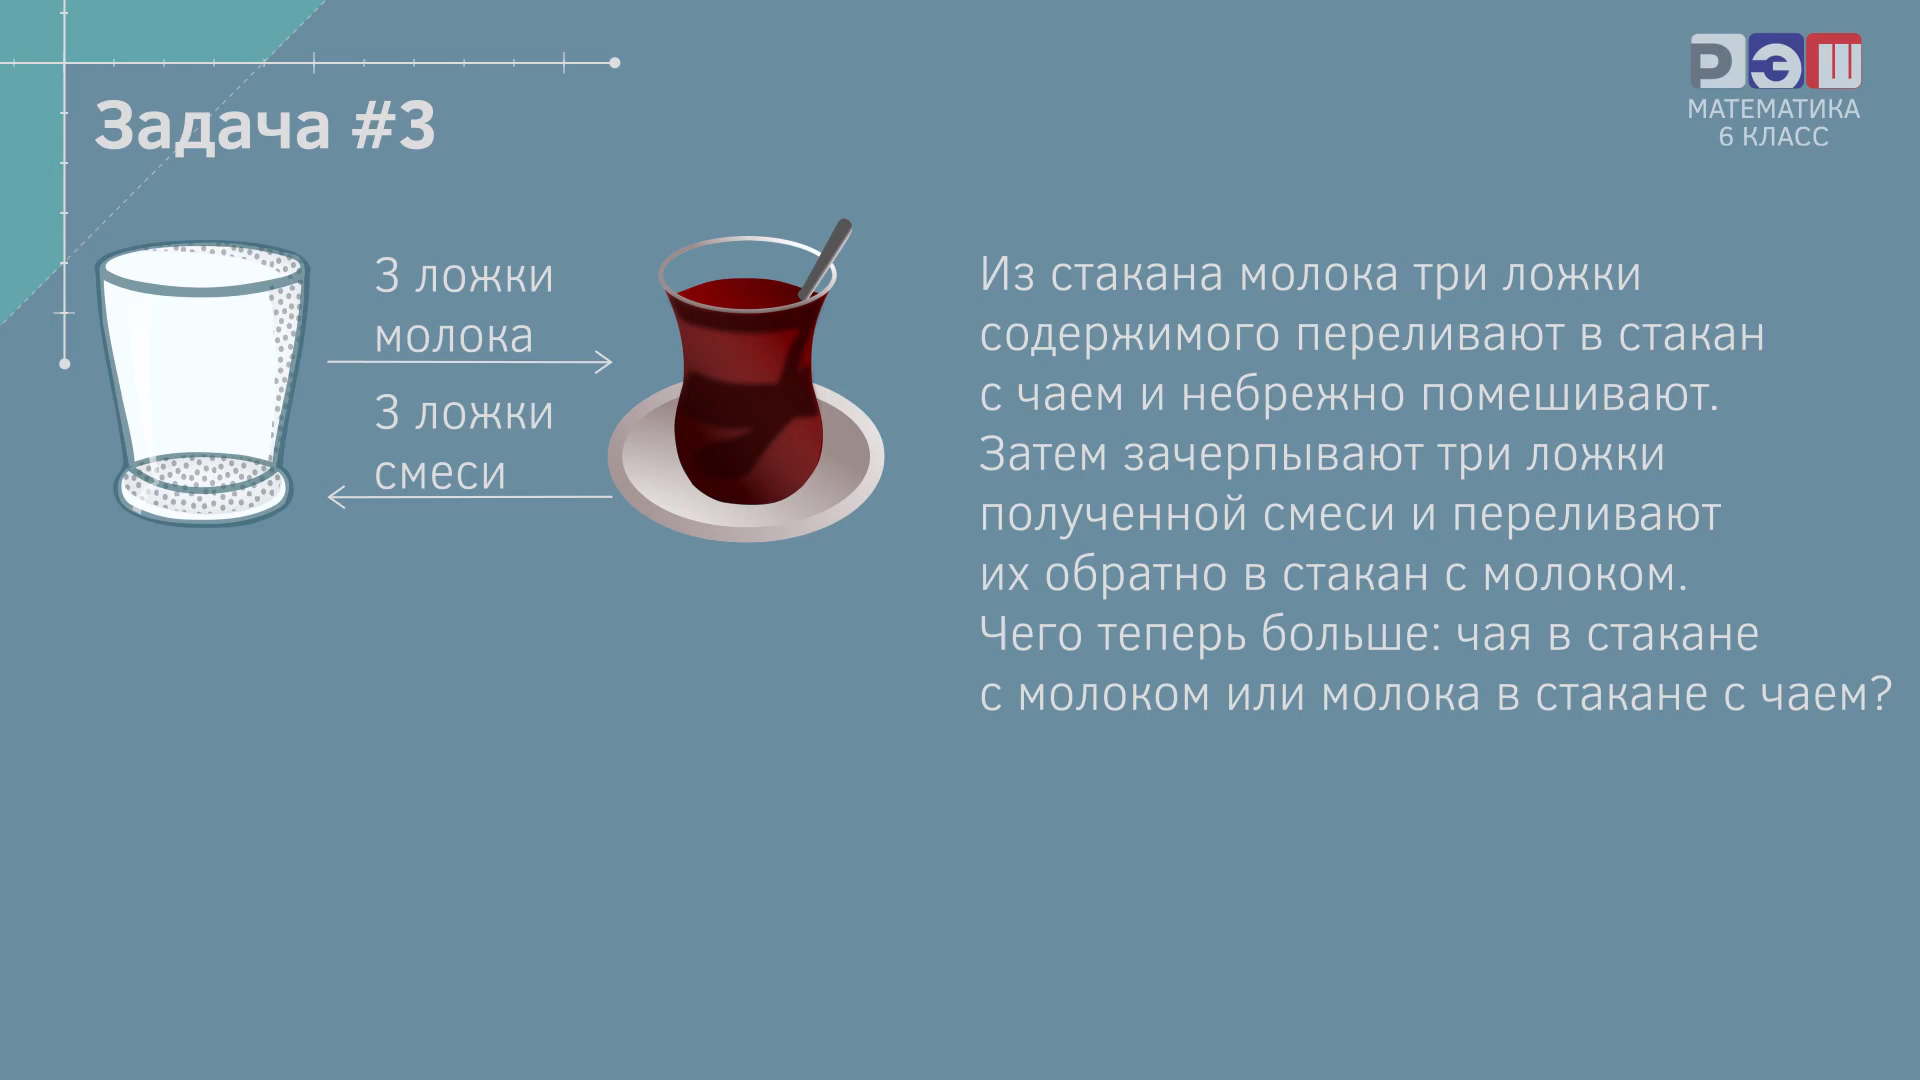 РЭШ
МАТЕМАТИКА
6 КЛАСС
Задача #3
3 ложки
молока
3 ложки
смеси
Из стакана молока три ложки
содержимого переливают в стакан
с чаем и небрежно помешивают.
Затем зачерпывают три ложки
полученной смеси и переливают
их обратно в стакан с молоком.
Чего теперь больше: чая в стакане
с молоком или молока в стакане с чаем?